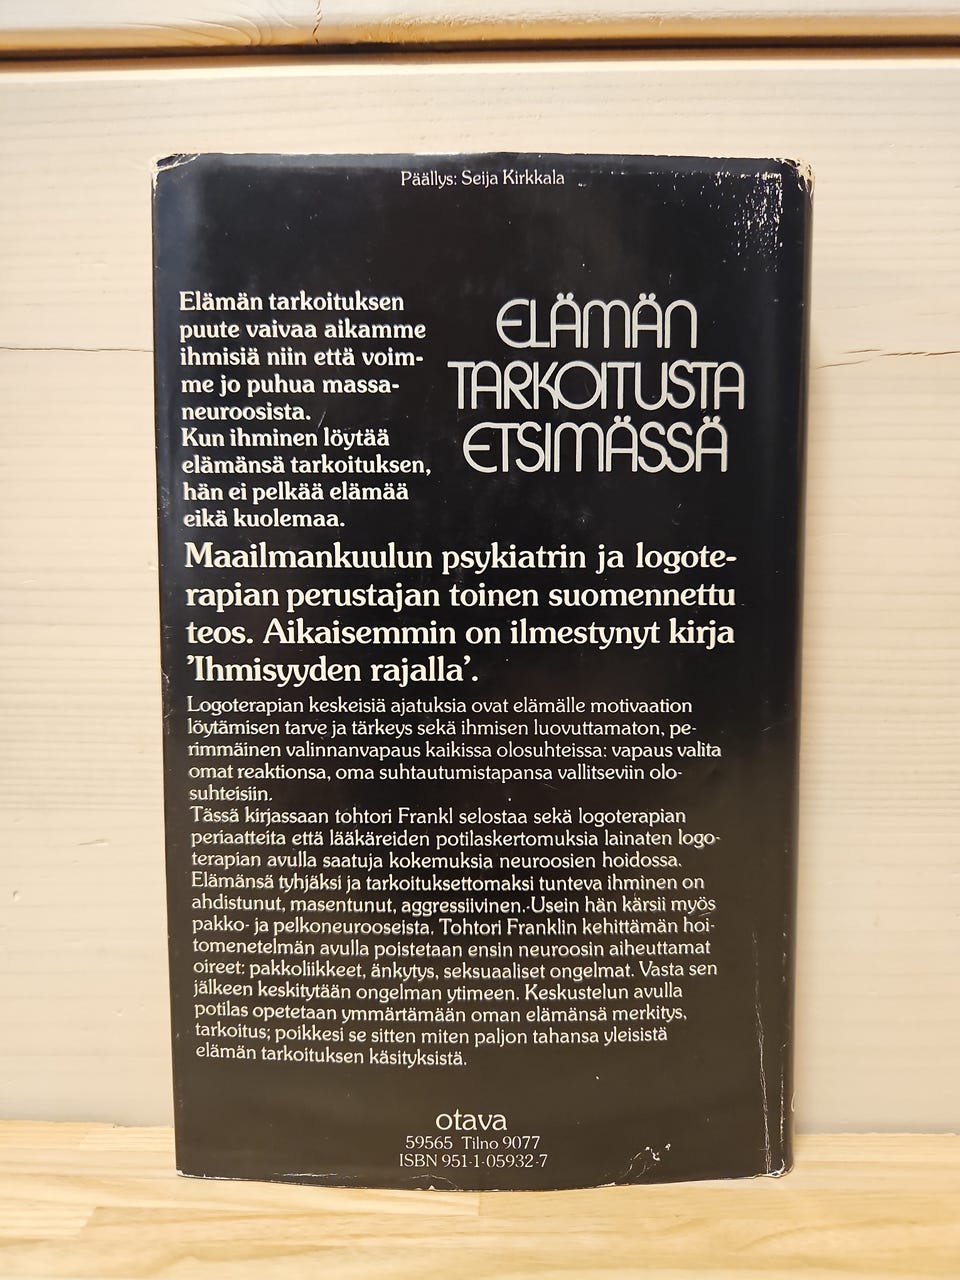 Päällys: Seija Kirkkala
Elämän tarkoituksen
puute vaivaa aikamme
ihmisiä niin että voim-
me jo puhua massa-
neuroosista.
Kun ihminen löytää
elämänsä tarkoituksen,
hän ei pelkää elämää
eikä kuolemaa.
ELÄMÄN
TARKOITUSTA
ETSIMÄSSÄ
Maailmankuulun psykiatrin ja logote-
rapian perustajan toinen suomennettu
teos. Aikaisemmin on ilmestynyt kirja
'Ihmisyyden rajalla'.
Logoterapian keskeisiä ajatuksia ovat elämälle motivaation
löytämisen tarve ja tärkeys sekä ihmisen luovuttamaton, pe-
rimmäinen valinnanvapaus kaikissa olosuhteissa: vapaus valita
omat reaktionsa, oma suhtautumistapansa vallitseviin olo-
suhteisiin.
Tässä kirjassaan tohtori Frankl selostaa sekä logoterapian
periaatteita että lääkäreiden potilaskertomuksia lainaten logo-
terapian avulla saatuja kokemuksia neuroosien hoidossa.
Elämänsä tyhjäksi ja tarkoituksettomaksi tunteva ihminen on
ahdistunut, masentunut, aggressiivinen. Usein hän kärsii myös
pakko- ja pelkoneurooseista. Tohtori Franklin kehittämän hoi-
tomenetelmän avulla poistetaan ensin neuroosin aiheuttamat
oireet: pakkoliikkeet, änkytys, seksuaaliset ongelmat. Vasta sen
jälkeen keskitytään ongelman ytimeen. Keskustelun avulla
potilas opetetaan ymmärtämään oman elämänsä merkitys,
tarkoitus; poikkesi se sitten miten paljon tahansa yleisistä
elämän tarkoituksen käsityksistä.
otava
59565 Tilno 9077
ISBN 951-1-05932-7